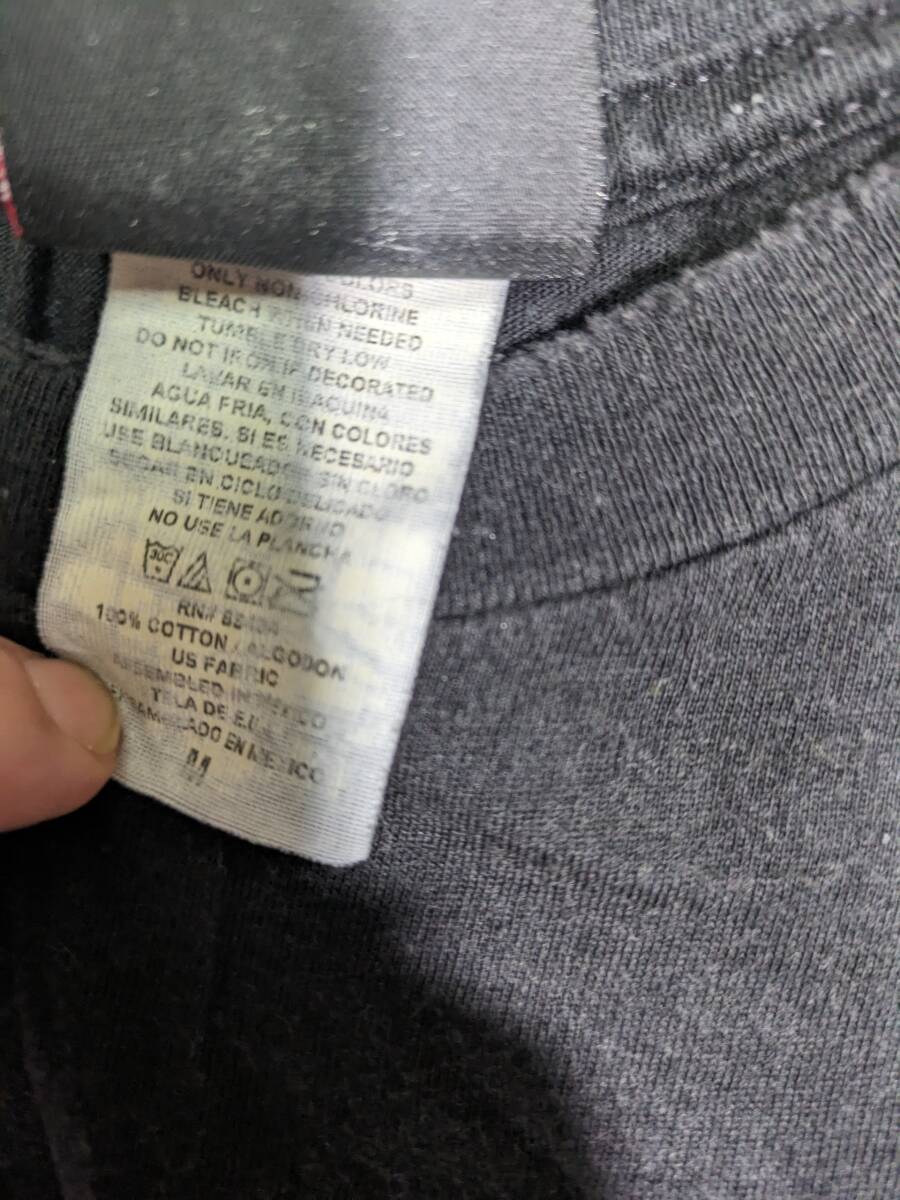 ONLY NON-CHLORINE
BLEACH WHEN NEEDED
TUMBLE DRY LOW
DO NOT IRON IF DECORATED
LAVAR EN MAQUINA
AGUA FRIA, CON COLORES
SIMILARES. SI ES NECESARIO
USE BLANQUEADOR SIN CLORO
SECAR EN CICLO DELICADO
SI TIENE ADORNO
NO USE LA PLANCHA
30C
RN#
100% COTTON / ALGODON
US FABRIC
ASSEMBLED IN MEXICO
TELA DE E.U.
ENSAMBLADO EN MEXICO
M